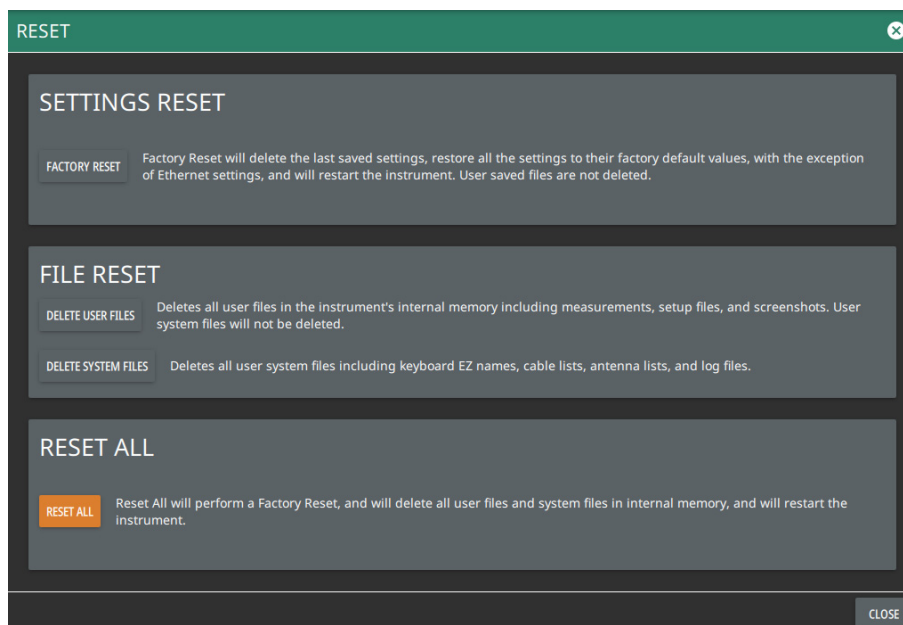 RESET
SETTINGS RESET
FACTORY RESET
Factory Reset will delete the last saved settings, restore all the settings to their factory default values, with the exception
of Ethernet settings, and will restart the instrument. User saved files are not deleted.
FILE RESET
DELETE USER FILES
Deletes all user files in the instrument's internal memory including measurements, setup files, and screenshots. User
system files will not be deleted.
DELETE SYSTEM FILES
Deletes all user system files including keyboard EZ names, cable lists, antenna lists, and log files.
RESET ALL
RESET ALL
Reset All will perform a Factory Reset, and will delete all user files and system files in internal memory, and will restart the
instrument.
CLOSE